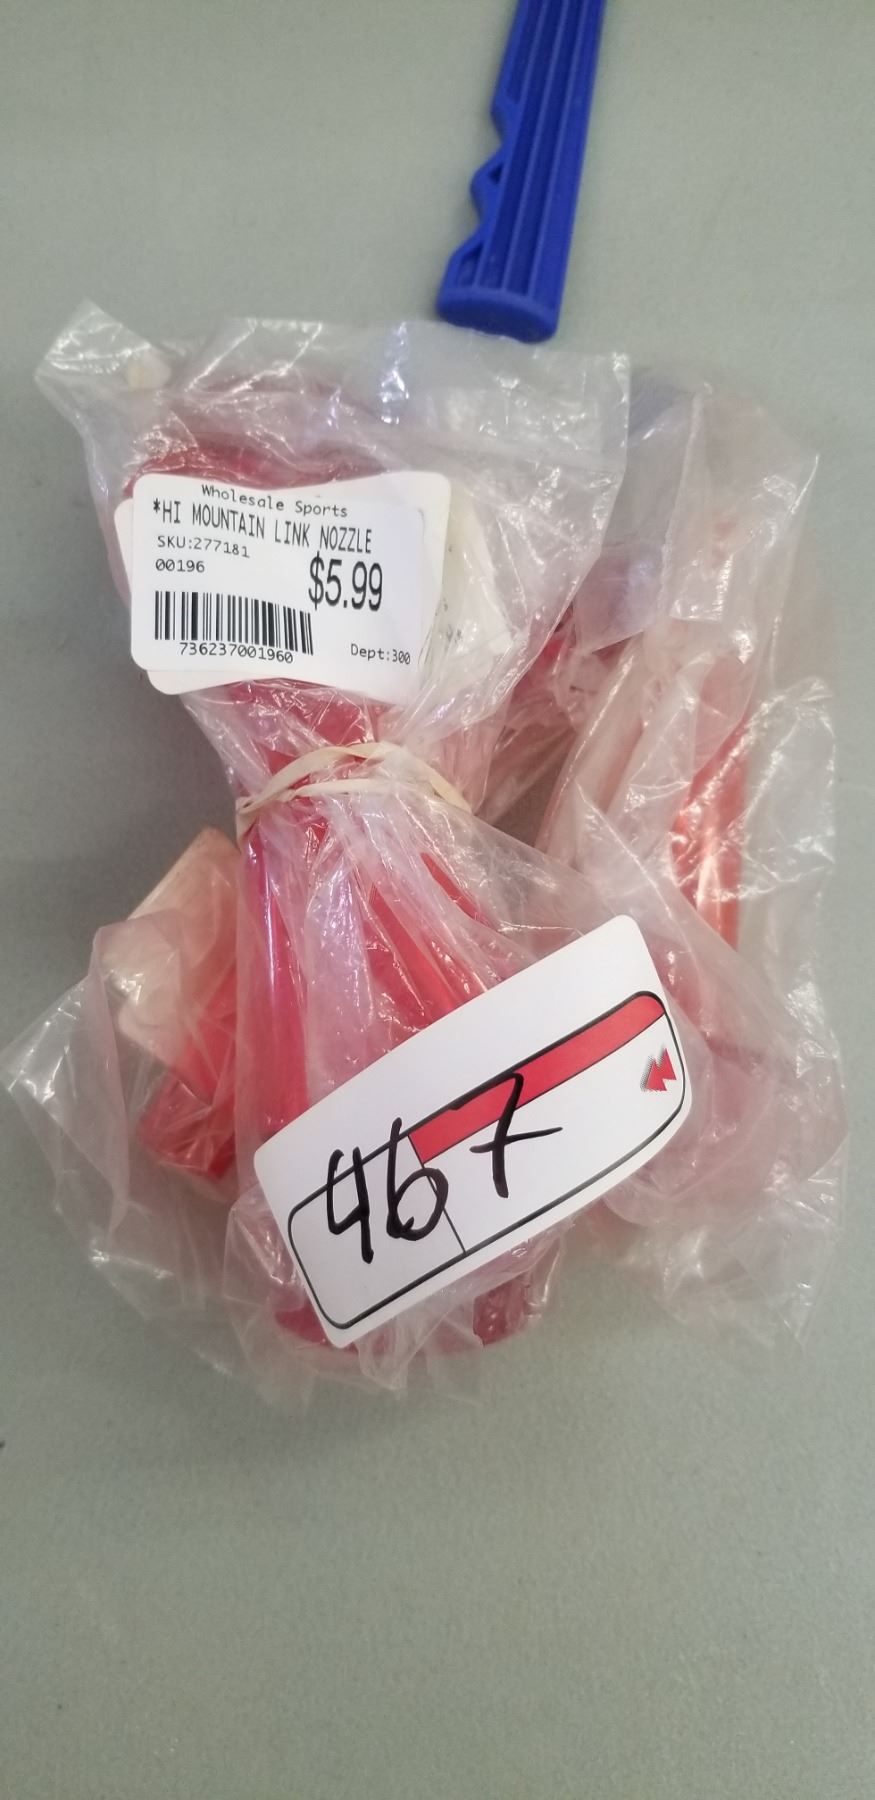 Wholesale Sports
*HI MOUNTAIN LINK NOZZLE
SKU:277181
00196
$5.99
736237001960
Dept:300
467